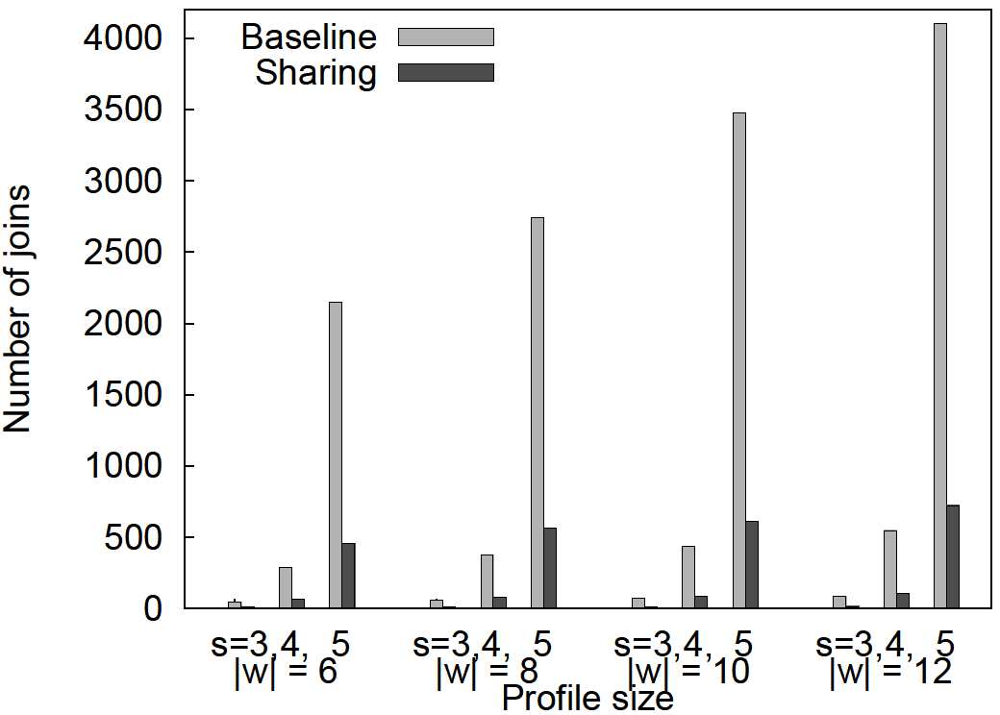 Baseline
Sharing
Number of joins
4000
3500
3000
2500
2000
1500
1000
500
0
s=3,4, 5 s=3,4, 5 s=3,4, 5 s=3,4, 5
|w| = 6 |w| = 8 |w| = 10 |w| = 12
Profile size